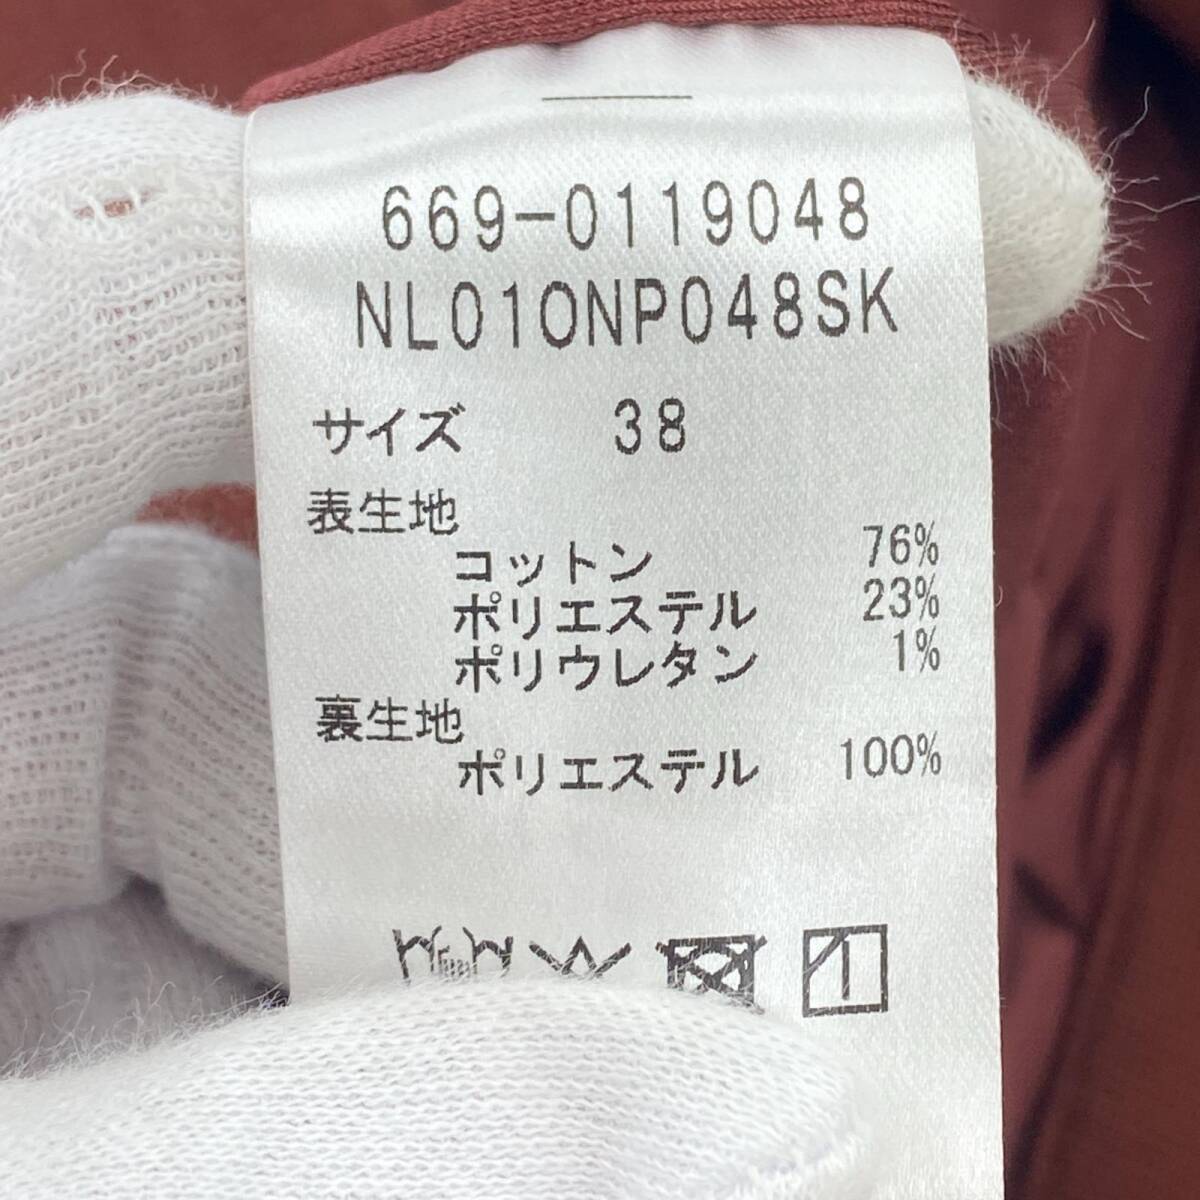 669-0119048
NL01ONP048SK
サイズ 38
表生地
コットン 76%
ポリエステル 23%
ポリウレタン 1%
裏生地
ポリエステル 100%